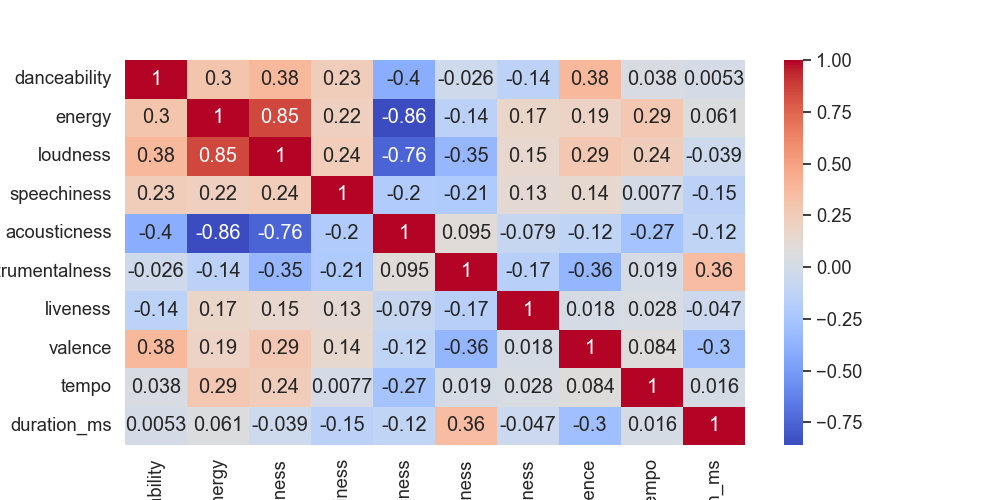 danceability 1 0.3 0.38 0.23 -0.4 -0.026 -0.14 0.38 0.038 0.0053 1.00
energy 0.3 1 0.85 0.22 -0.86 -0.14 0.17 0.19 0.29 0.061 0.75
loudness 0.38 0.85 1 0.24 -0.76 -0.35 0.15 0.29 0.24 -0.039 0.50
speechiness 0.23 0.22 0.24 1 -0.2 -0.21 0.13 0.14 0.0077 -0.15 0.25
acousticness -0.4 -0.86 -0.76 -0.2 1 0.095 -0.079 -0.12 -0.27 -0.12
trumentalness -0.026 -0.14 -0.35 -0.21 0.095 1 -0.17 -0.36 0.019 0.36 0.00
liveness -0.14 0.17 0.15 0.13 -0.079 -0.17 1 0.018 0.028 -0.047 −0.25
valence 0.38 0.19 0.29 0.14 -0.12 -0.36 0.018 1 0.084 -0.3
tempo 0.038 0.29 0.24 0.0077 -0.27 0.019 0.028 0.084 1 0.016 −0.50
duration_ms 0.0053 0.061 -0.039 -0.15 -0.12 0.36 -0.047 -0.3 0.016 1 −0.75
ability nergy ness iness ness ness ness ence empo n_ms